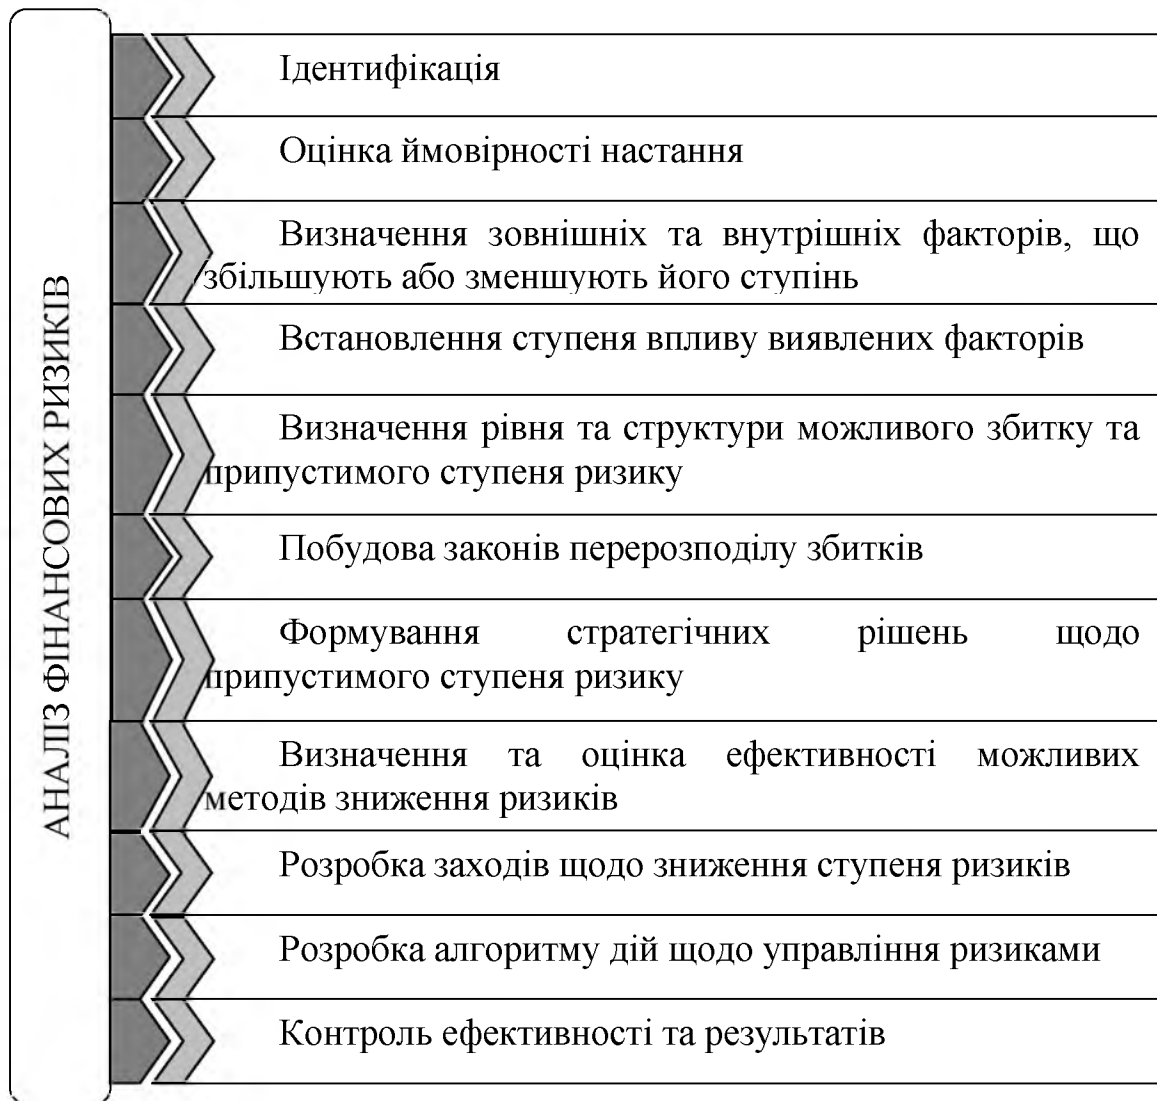 АНАЛІЗ ФІНАНСОВИХ РИЗИКІВ
Ідентифікація
Оцінка ймовірності настання
Визначення зовнішніх та внутрішніх факторів, що
збільшують або зменшують його ступінь
Встановлення ступеня впливу виявлених факторів
Визначення рівня та структури можливого збитку та
припустимого ступеня ризику
Побудова законів перерозподілу збитків
Формування стратегічних рішень щодо
припустимого ступеня ризику
Визначення та оцінка ефективності можливих
методів зниження ризиків
Розробка заходів щодо зниження ступеня ризиків
Розробка алгоритму дій щодо управління ризиками
Контроль ефективності та результатів